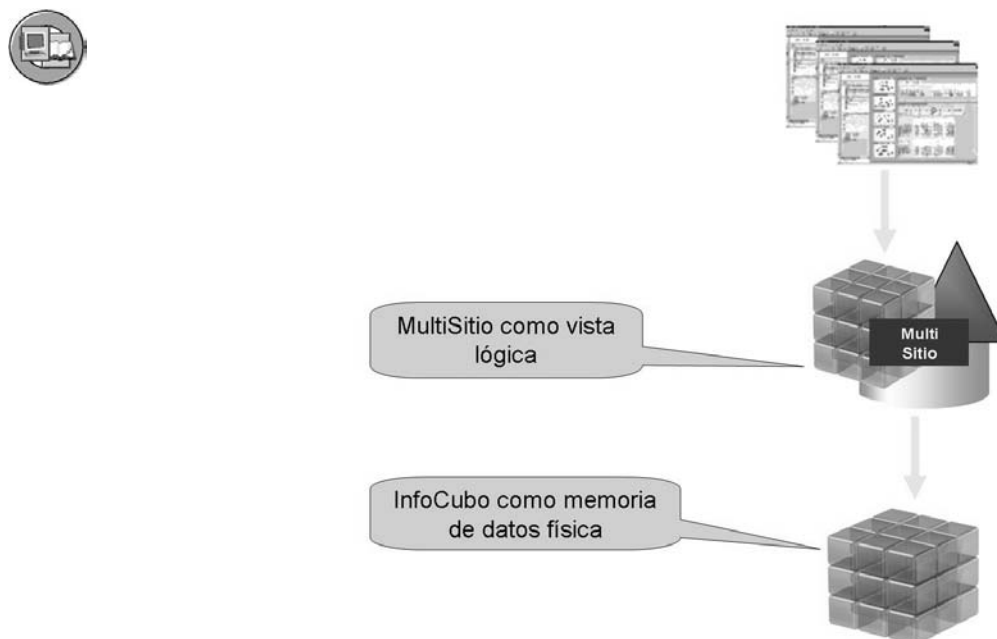 MultiSitio como vista
lógica
Multi
Sitio
InfoCubo como memoria
de datos física